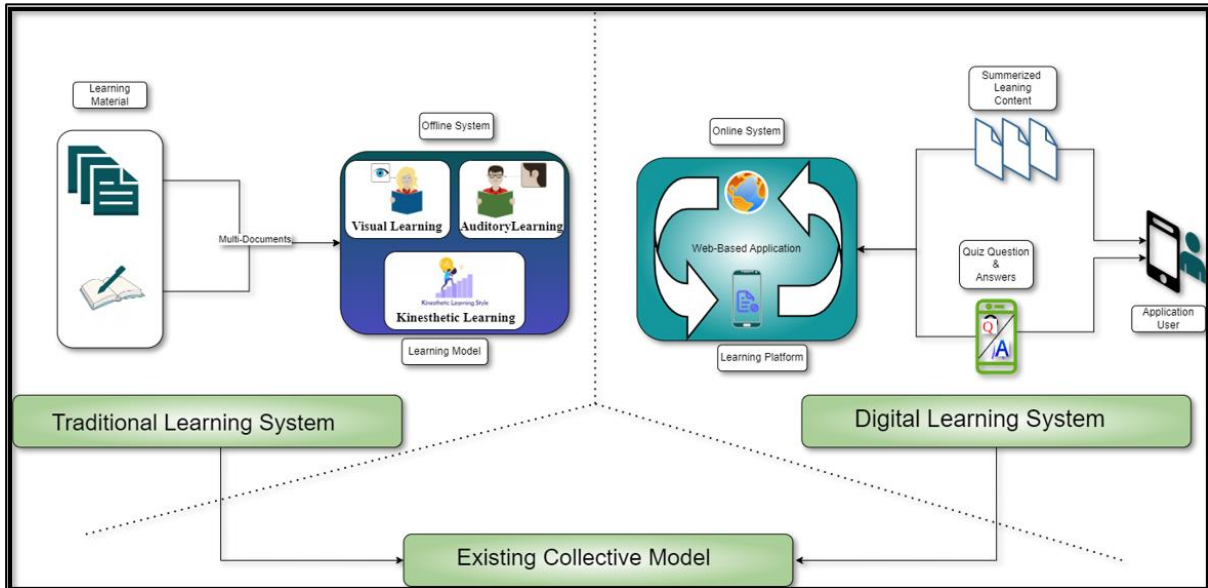 Learning
Material
Multi-Documents
Offline System
Visual Learning
AuditoryLearning
Kinesthetic Learning Style
Kinesthetic Learning
Learning Model
Traditional Learning System
Online System
Web-Based Application
Learning Platform
Summerized
Leaning
Content
Quiz Question
&
Answers
Q
A
Application
User
Digital Learning System
Existing Collective Model